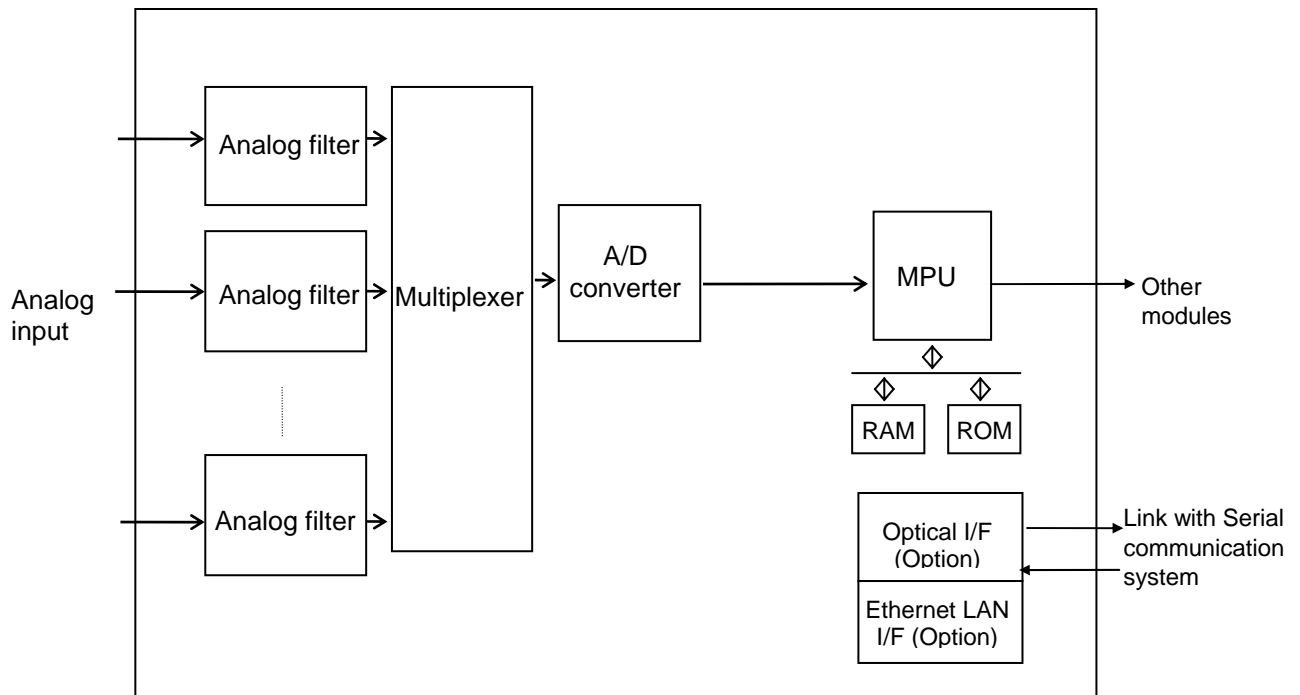 Analog
input
Analog filter
Analog filter
Analog filter
Multiplexer
A/D
converter
MPU
RAM
ROM
Other
modules
Optical I/F
(Option)
Ethernet LAN
I/F (Option)
Link with Serial
communication
system